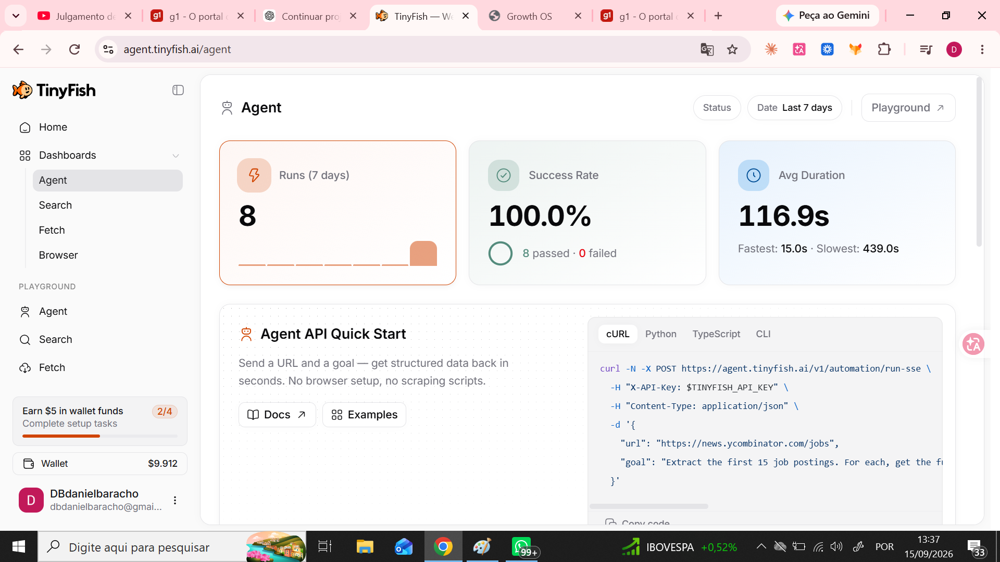 Julgamento de
g1 - O portal d
Continuar pro
TinyFish — We
Growth OS
g1 - O portal d
Peça ao Gemini
agent.tinyfish.ai/agent
D
TinyFish
Home
Dashboards
Agent
Search
Fetch
Browser
PLAYGROUND
Agent
Search
Fetch
Earn $5 in wallet funds
2/4
Complete setup tasks
Wallet
$9.912
D
DBdanielbaracho
dbdanielbaracho@gmai...
Agent
Status
Date Last 7 days
Playground
Runs (7 days)
8
Success Rate
100.0%
8 passed · 0 failed
Avg Duration
116.9s
Fastest: 15.0s · Slowest: 439.0s
Agent API Quick Start
Send a URL and a goal — get structured data back in
seconds. No browser setup, no scraping scripts.
Docs
Examples
cURL
Python
TypeScript
CLI
curl -N -X POST https://agent.tinyfish.ai/v1/automation/run-sse \
-H "X-API-Key: $TINYFISH_API_KEY" \
-H "Content-Type: application/json" \
-d '{
"url": "https://news.ycombinator.com/jobs",
"goal": "Extract the first 15 job postings. For each, get the fu
}'
Copy code
Digite aqui para pesquisar
99+
IBOVESPA +0,52%
POR
13:37
15/09/2026
33